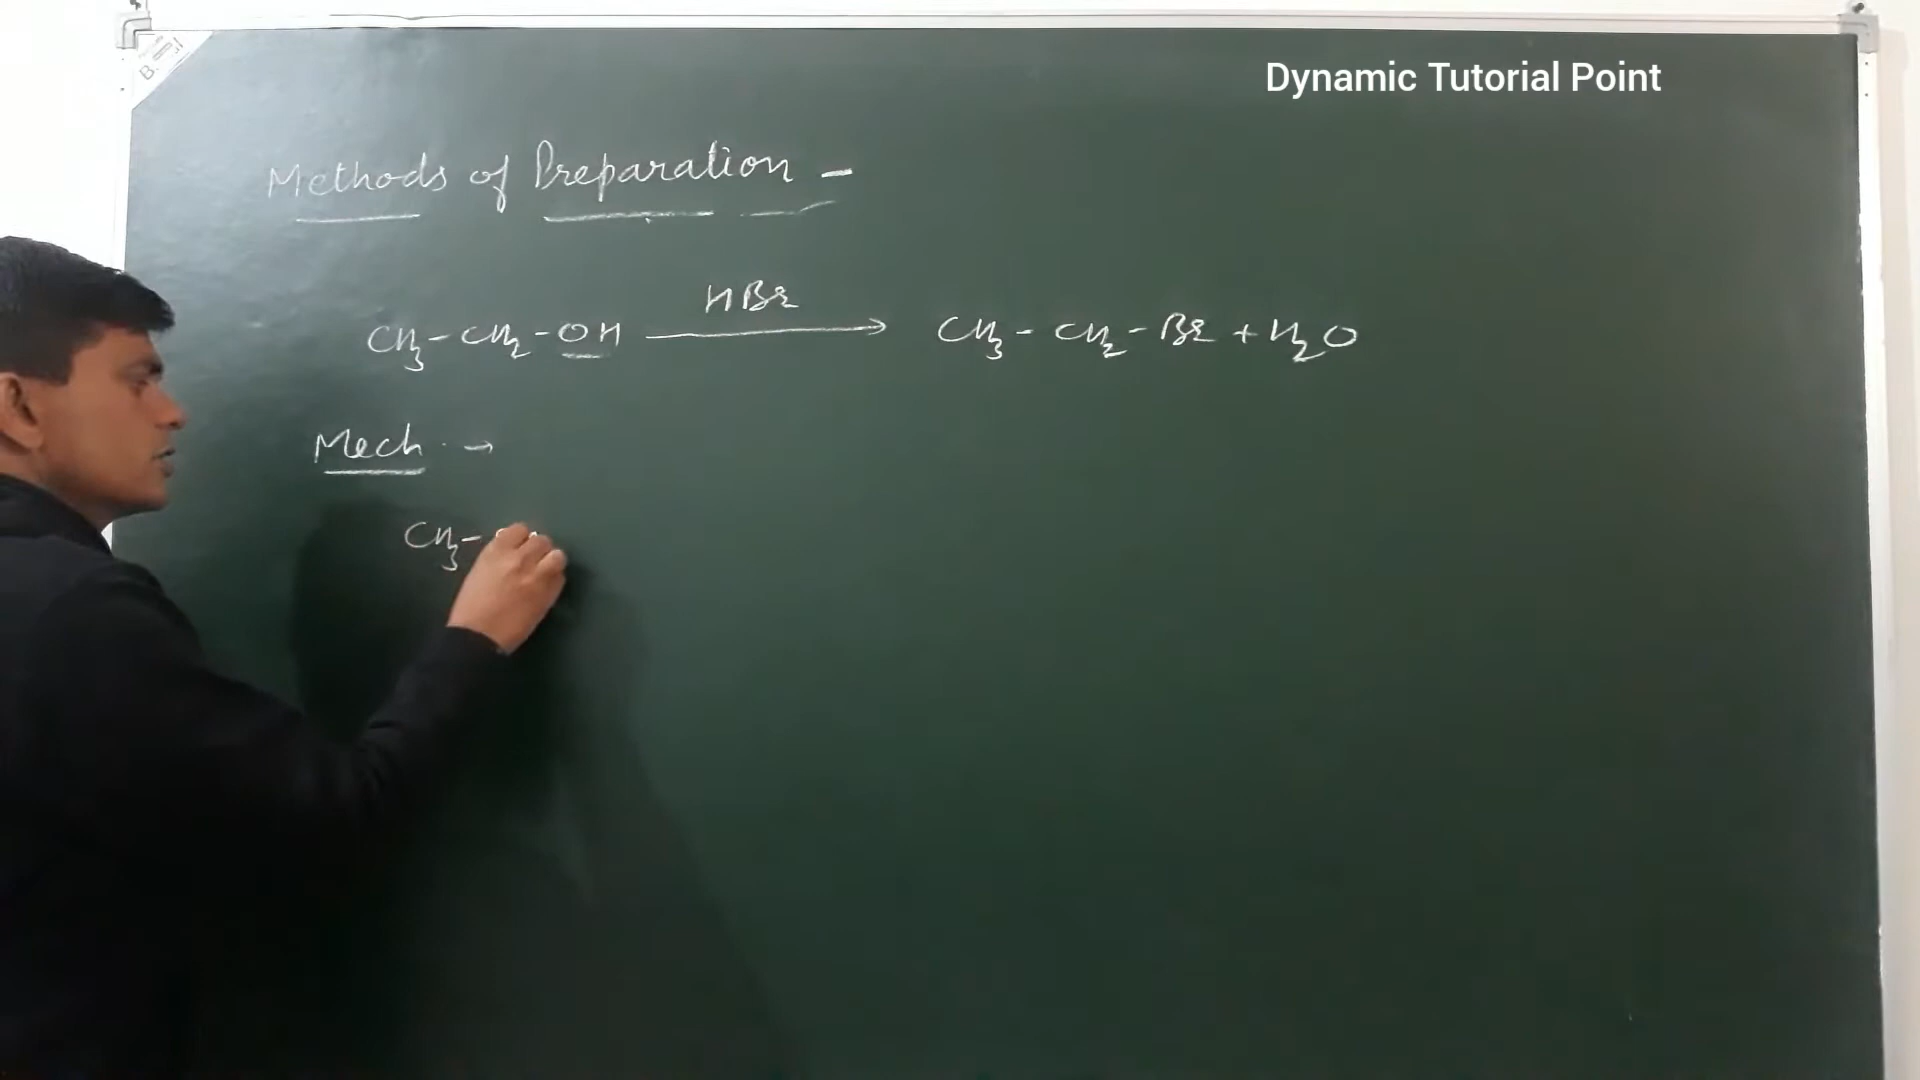 Dynamic Tutorial Point
Methods of Preparation -
CH3 - CH2 - OH ⟶ HBr CH3 - CH2 - Br + H2O
Mech. →
CH3 -